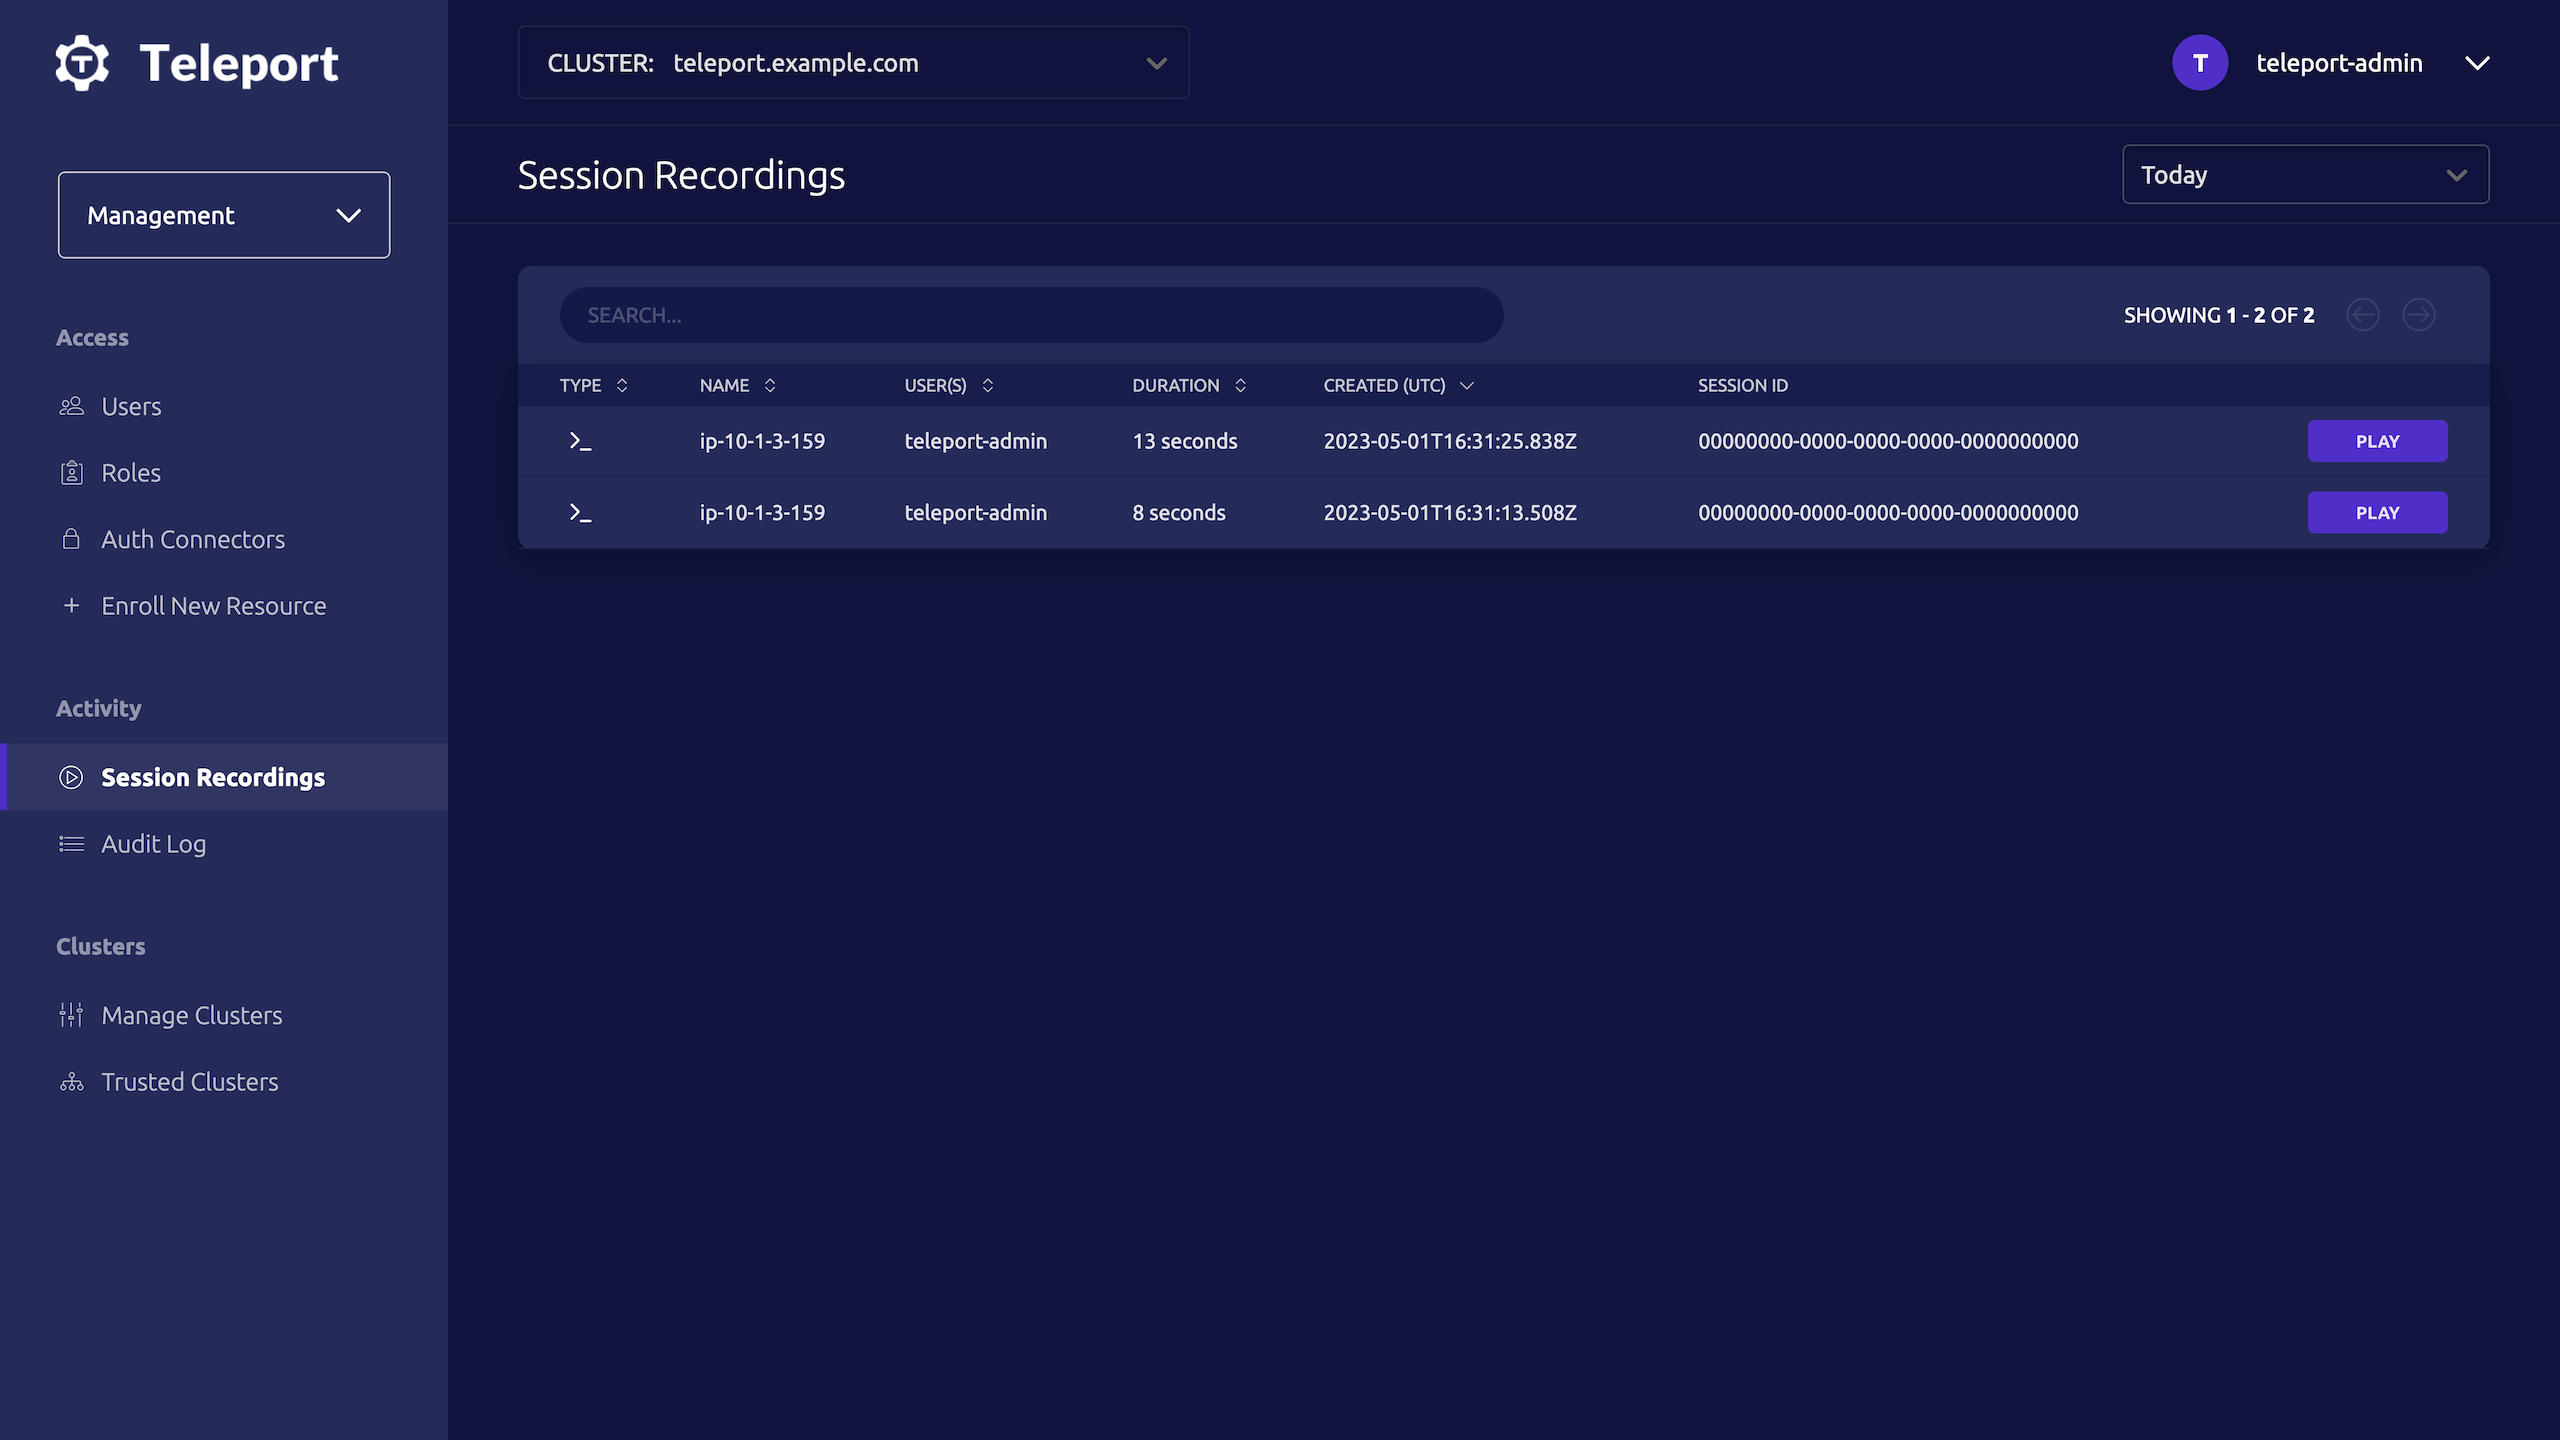 Teleport
CLUSTER: teleport.example.com
T teleport-admin
Management
Session Recordings
Today
Access
Users
Roles
Auth Connectors
Enroll New Resource
Activity
Session Recordings
Audit Log
Clusters
Manage Clusters
Trusted Clusters
SEARCH...
SHOWING 1 - 2 OF 2
TYPE NAME USER(S) DURATION CREATED (UTC) SESSION ID
ip-10-1-3-159 teleport-admin 13 seconds 2023-05-01T16:31:25.838Z 00000000-0000-0000-0000-0000000000 PLAY
ip-10-1-3-159 teleport-admin 8 seconds 2023-05-01T16:31:13.508Z 00000000-0000-0000-0000-0000000000 PLAY